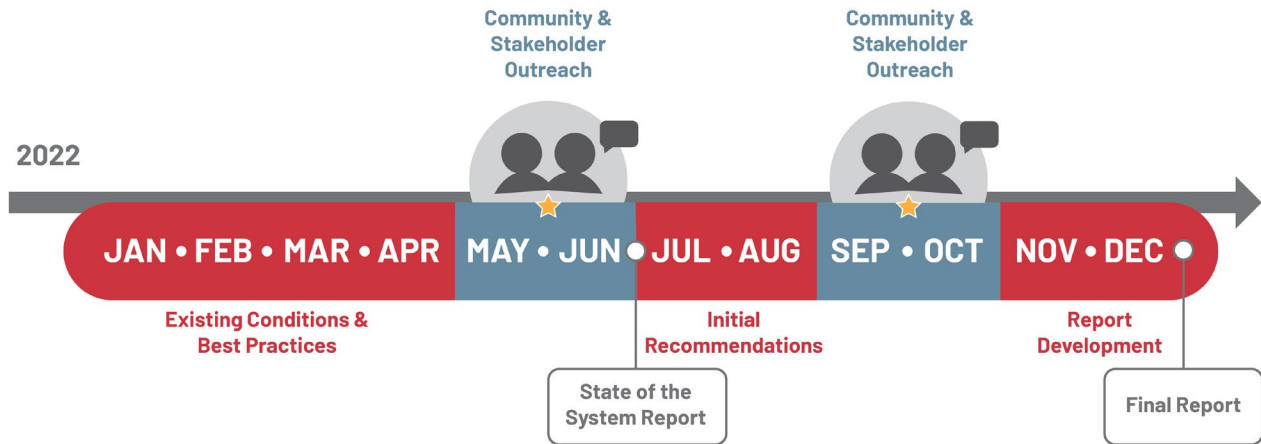 Community &
Stakeholder
Outreach
Community &
Stakeholder
Outreach
2022
JAN • FEB • MAR • APR
MAY • JUN
JUL • AUG
SEP • OCT
NOV • DEC
Existing Conditions &
Best Practices
Initial
Recommendations
Report
Development
State of the
System Report
Final Report